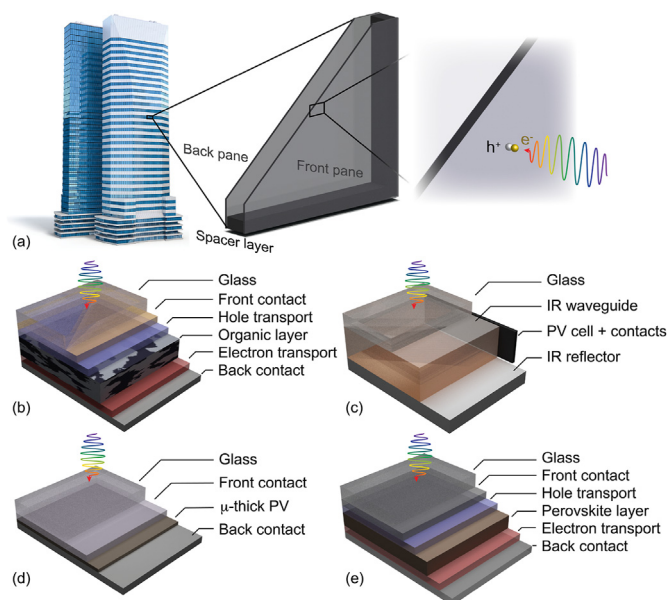 Back pane
Front pane
h⁺
e⁻
Spacer layer
(a)
Glass
Front contact
Hole transport
Organic layer
Electron transport
Back contact
(b)
Glass
IR waveguide
PV cell + contacts
IR reflector
(c)
Glass
Front contact
μ-thick PV
Back contact
(d)
Glass
Front contact
Hole transport
Perovskite layer
Electron transport
Back contact
(e)